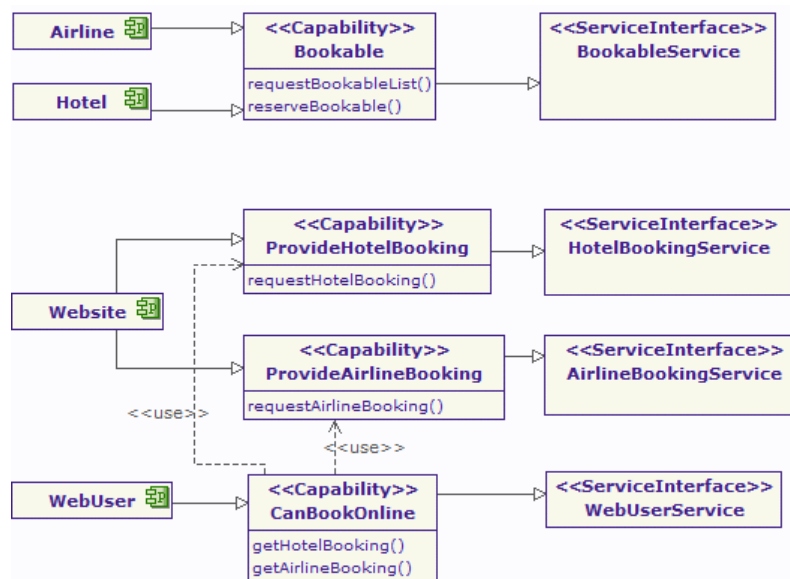 Airline
<<Capability>>
Bookable
requestBookableList()
reserveBookable()
<<ServiceInterface>>
BookableService
Hotel
<<Capability>>
ProvideHotelBooking
requestHotelBooking()
<<ServiceInterface>>
HotelBookingService
Website
<<Capability>>
ProvideAirlineBooking
requestAirlineBooking()
<<ServiceInterface>>
AirlineBookingService
<<use>>
<<use>>
WebUser
<<Capability>>
CanBookOnline
getHotelBooking()
getAirlineBooking()
<<ServiceInterface>>
WebUserService